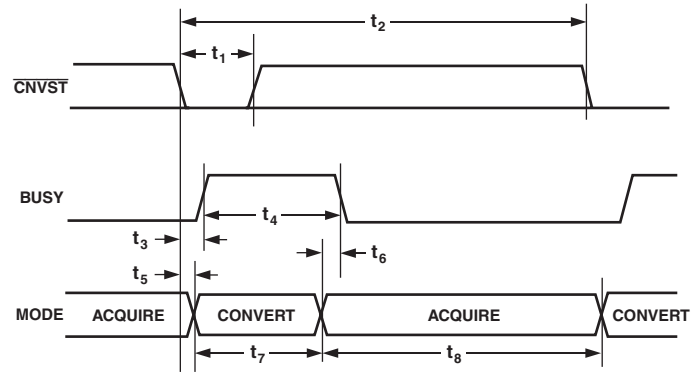 t2
t1
CNVST
BUSY
t4
t3
t6
t5
MODE ACQUIRE CONVERT ACQUIRE CONVERT
t7 t8